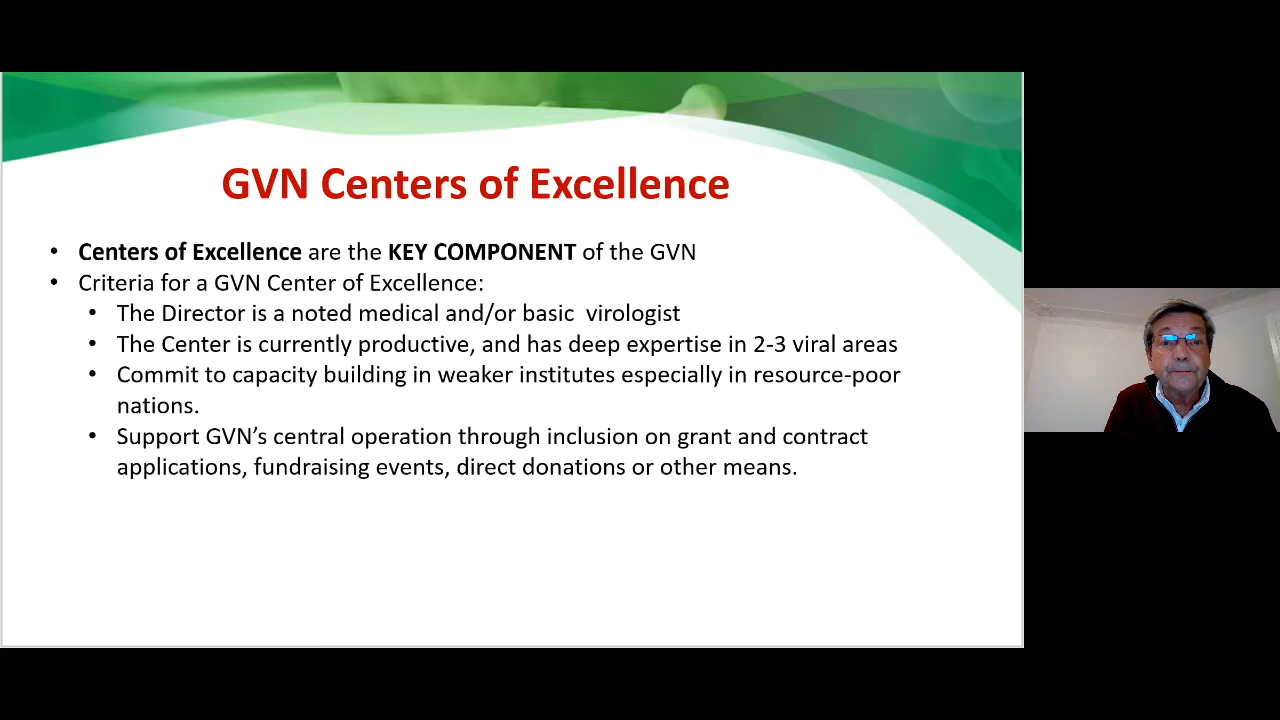 GVN Centers of Excellence
• Centers of Excellence are the KEY COMPONENT of the GVN
• Criteria for a GVN Center of Excellence:
• The Director is a noted medical and/or basic  virologist
• The Center is currently productive, and has deep expertise in 2-3 viral areas
• Commit to capacity building in weaker institutes especially in resource-poor
nations.
• Support GVN’s central operation through inclusion on grant and contract
applications, fundraising events, direct donations or other means.